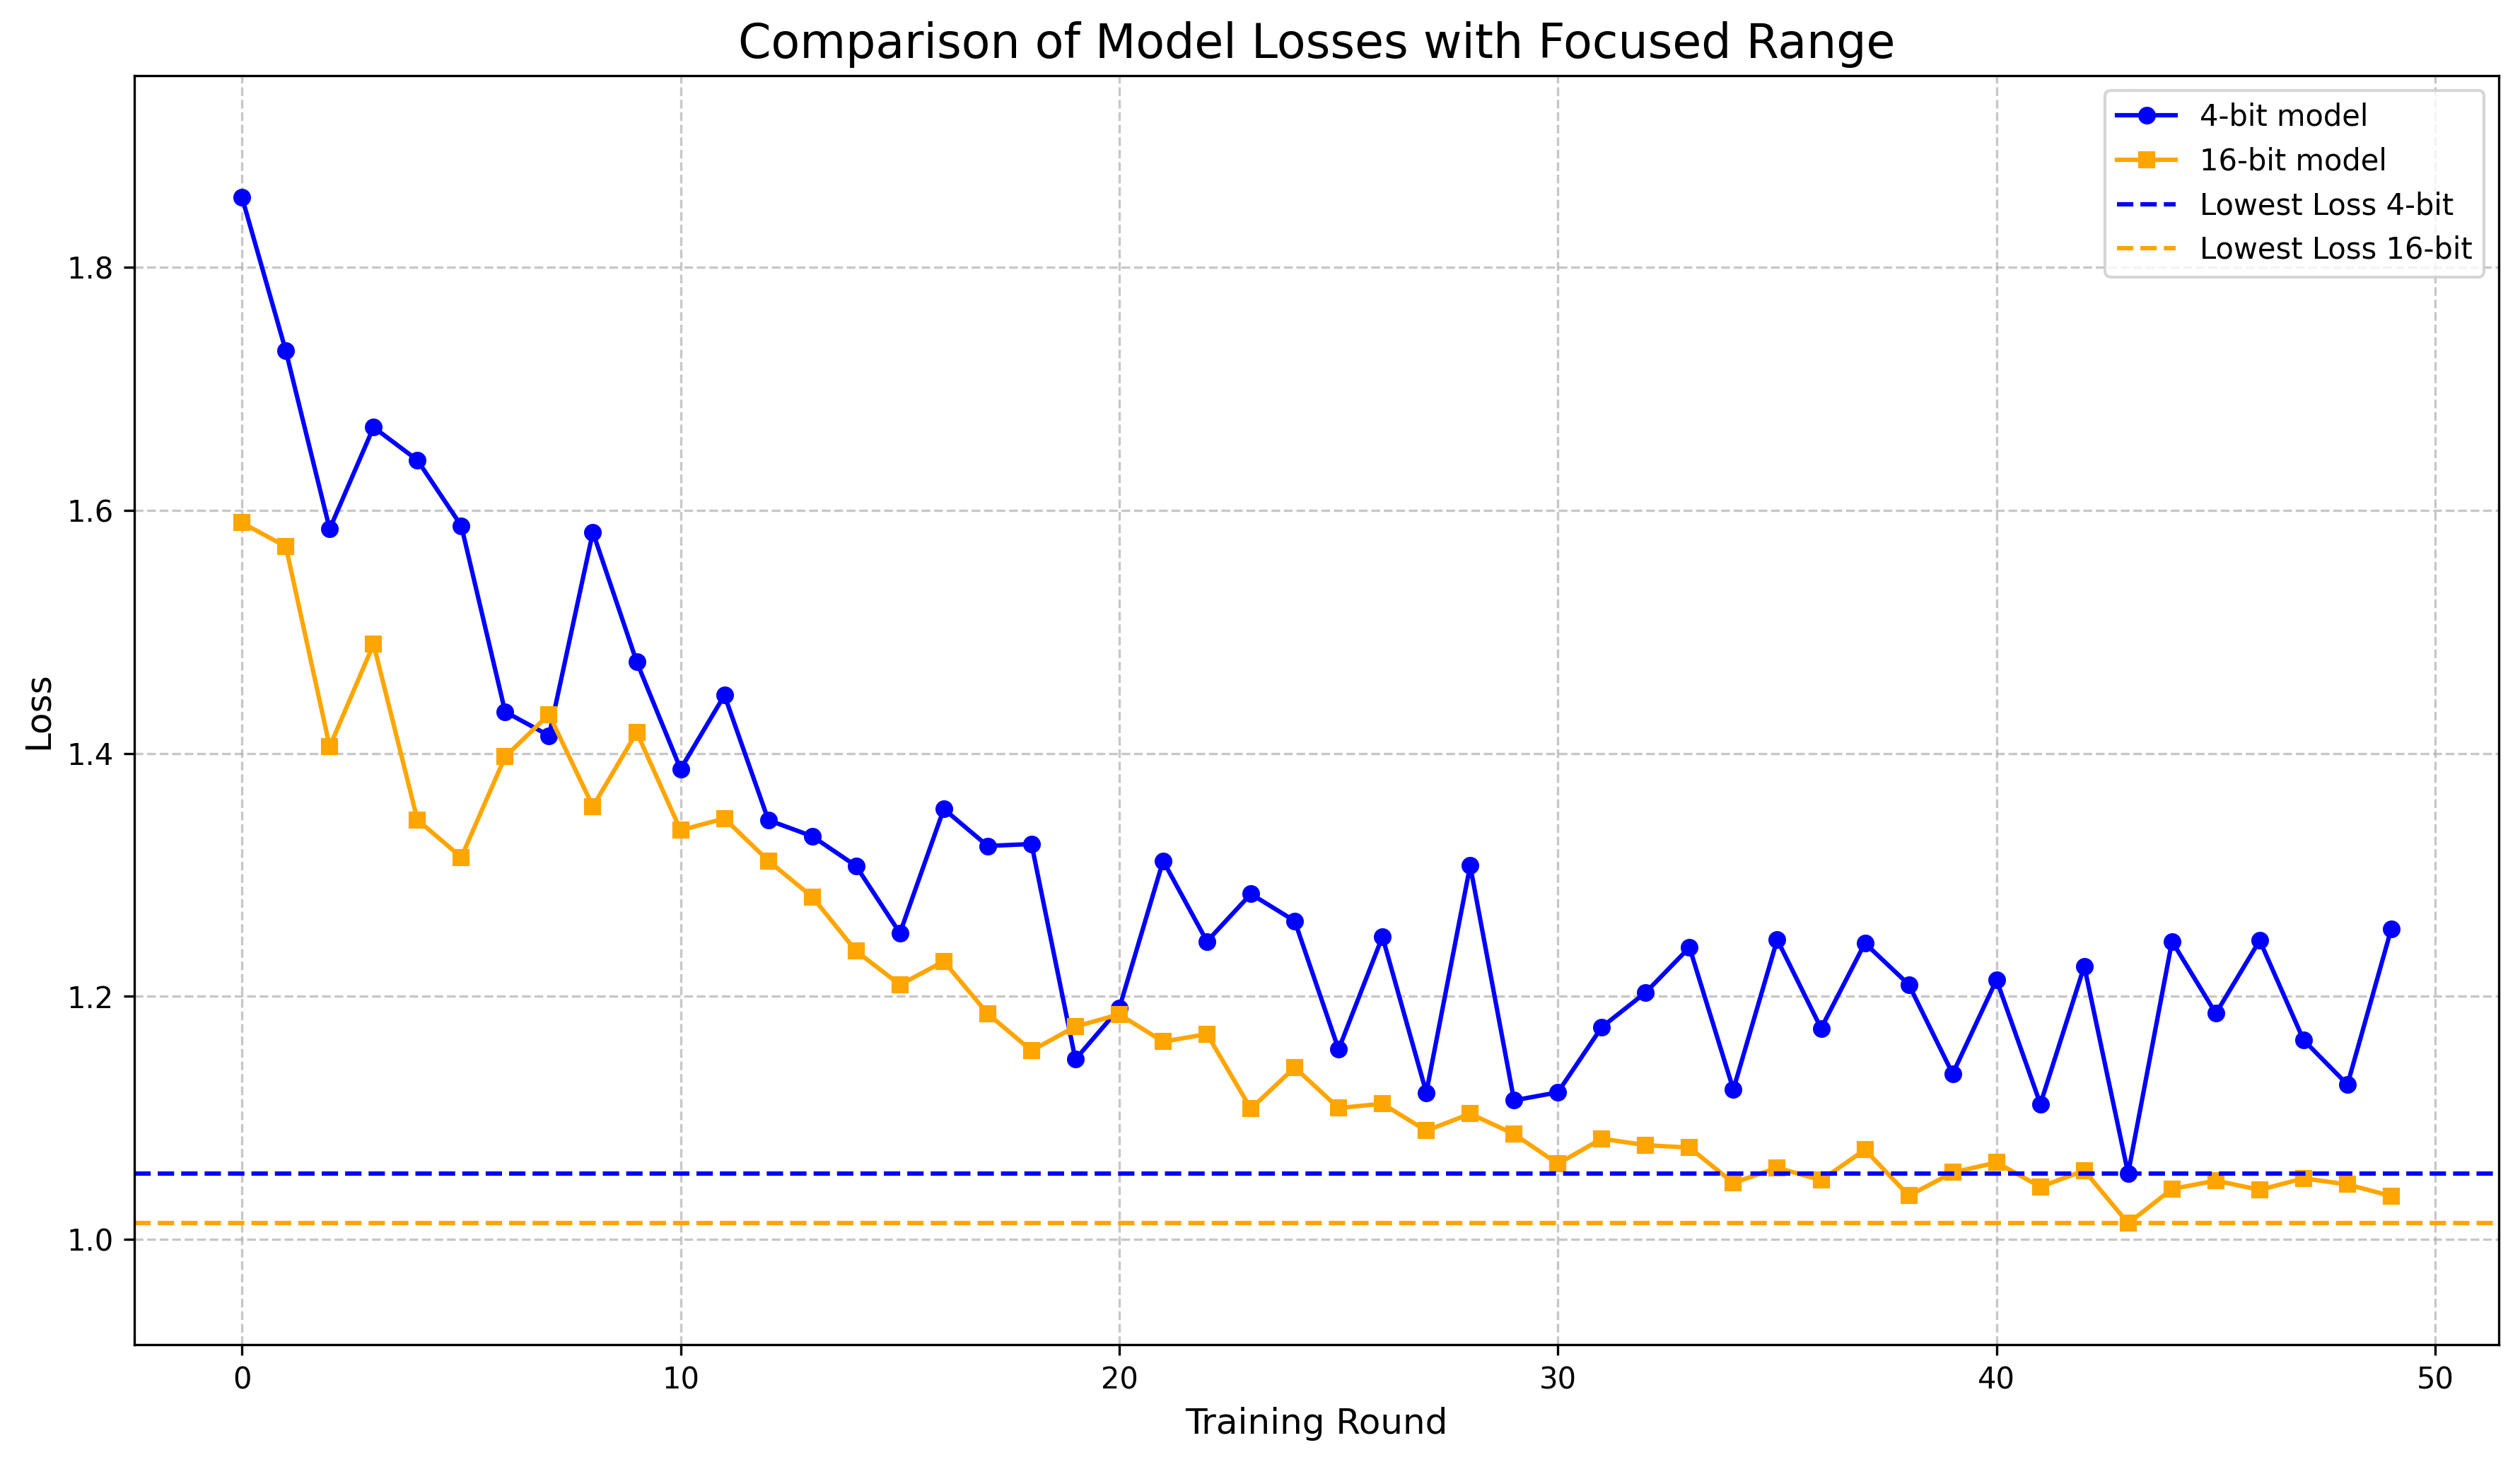 Comparison of Model Losses with Focused Range
4-bit model
16-bit model
Lowest Loss 4-bit
Lowest Loss 16-bit
Loss
1.8
1.6
1.4
1.2
1.0
0 10 20 30 40 50
Training Round